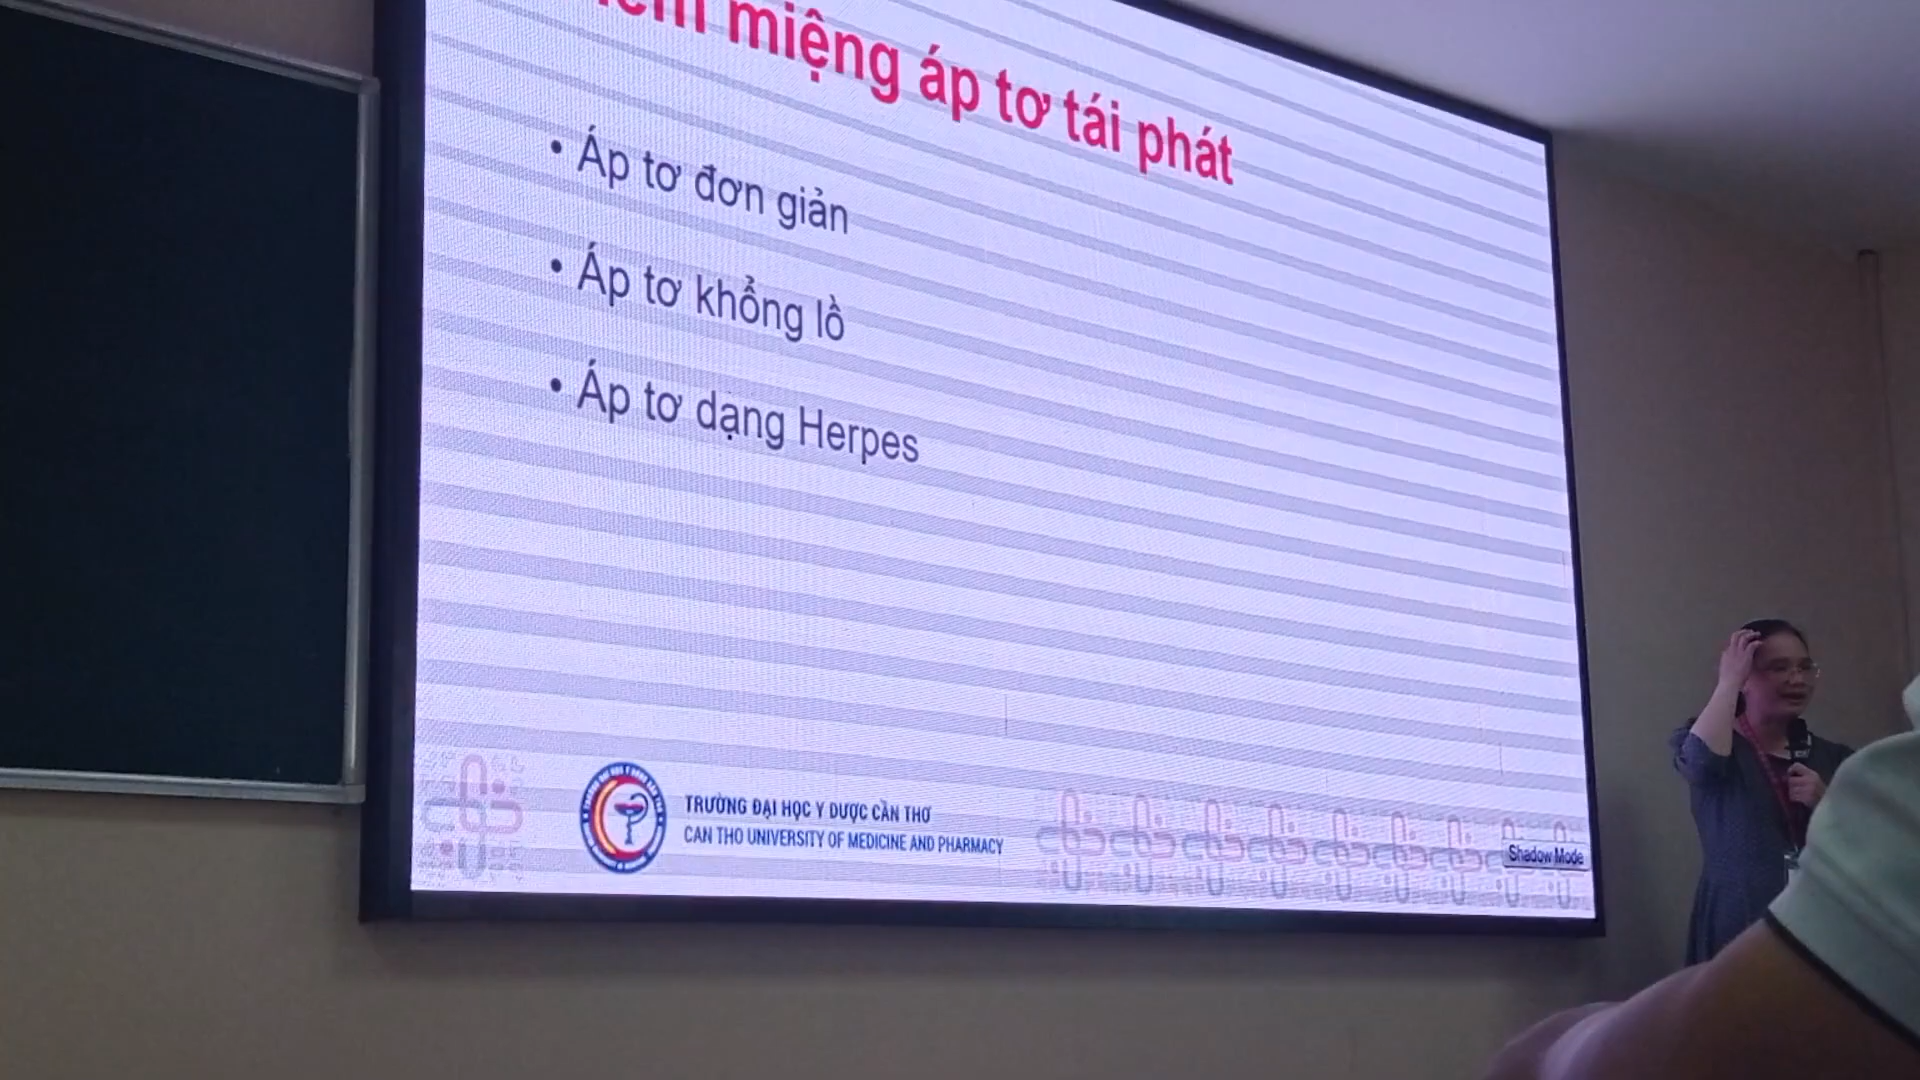 miệng áp tơ tái phát
• Áp tơ đơn giản
• Áp tơ khổng lồ
• Áp tơ dạng Herpes
TRƯỜNG ĐẠI HỌC Y DƯỢC CẦN THƠ
CAN THO UNIVERSITY OF MEDICINE AND PHARMACY
Shadow Mode